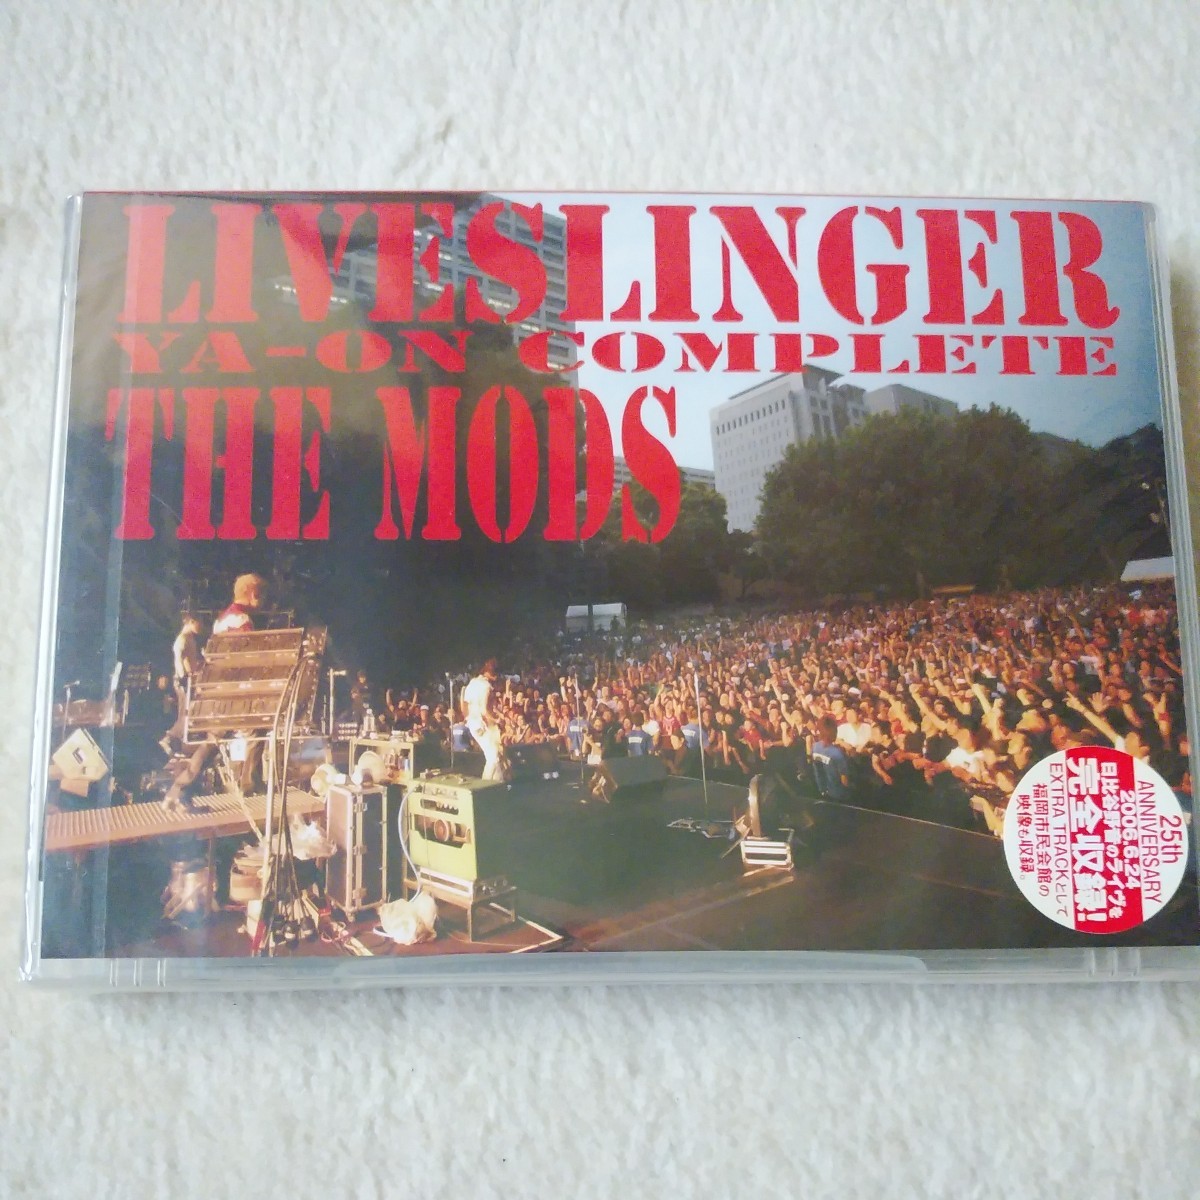 LIVESLINGER
YA-ON COMPLETE
THE MODS
25th
ANNIVERSARY
2006.6.24
日比谷野音のライヴを
完全収録!
EXTRA TRACKとして
福岡市民会館の
映像も収録。